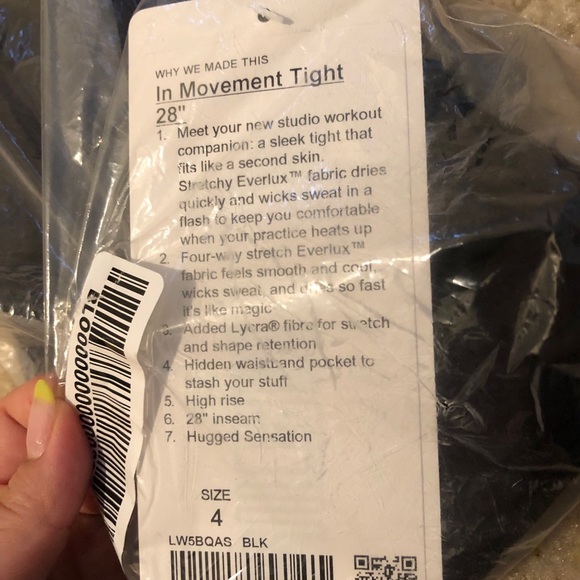 WHY WE MADE THIS
In Movement Tight
28"
1. Meet your new studio workout
companion: a sleek tight that
fits like a second skin.
Stretchy Everlux™ fabric dries
quickly and wicks sweat in a
flash to keep you comfortable
when your practice heats up
2. Four-way stretch Everlux™
fabric feels smooth and cool,
wicks sweat, and dries so fast
it's like magic
3. Added Lycra® fibre for stretch
and shape retention
4. Hidden waistband pocket to
stash your stuff
5. High rise
6. 28" inseam
7. Hugged Sensation
SIZE
4
LW5BQAS BLK